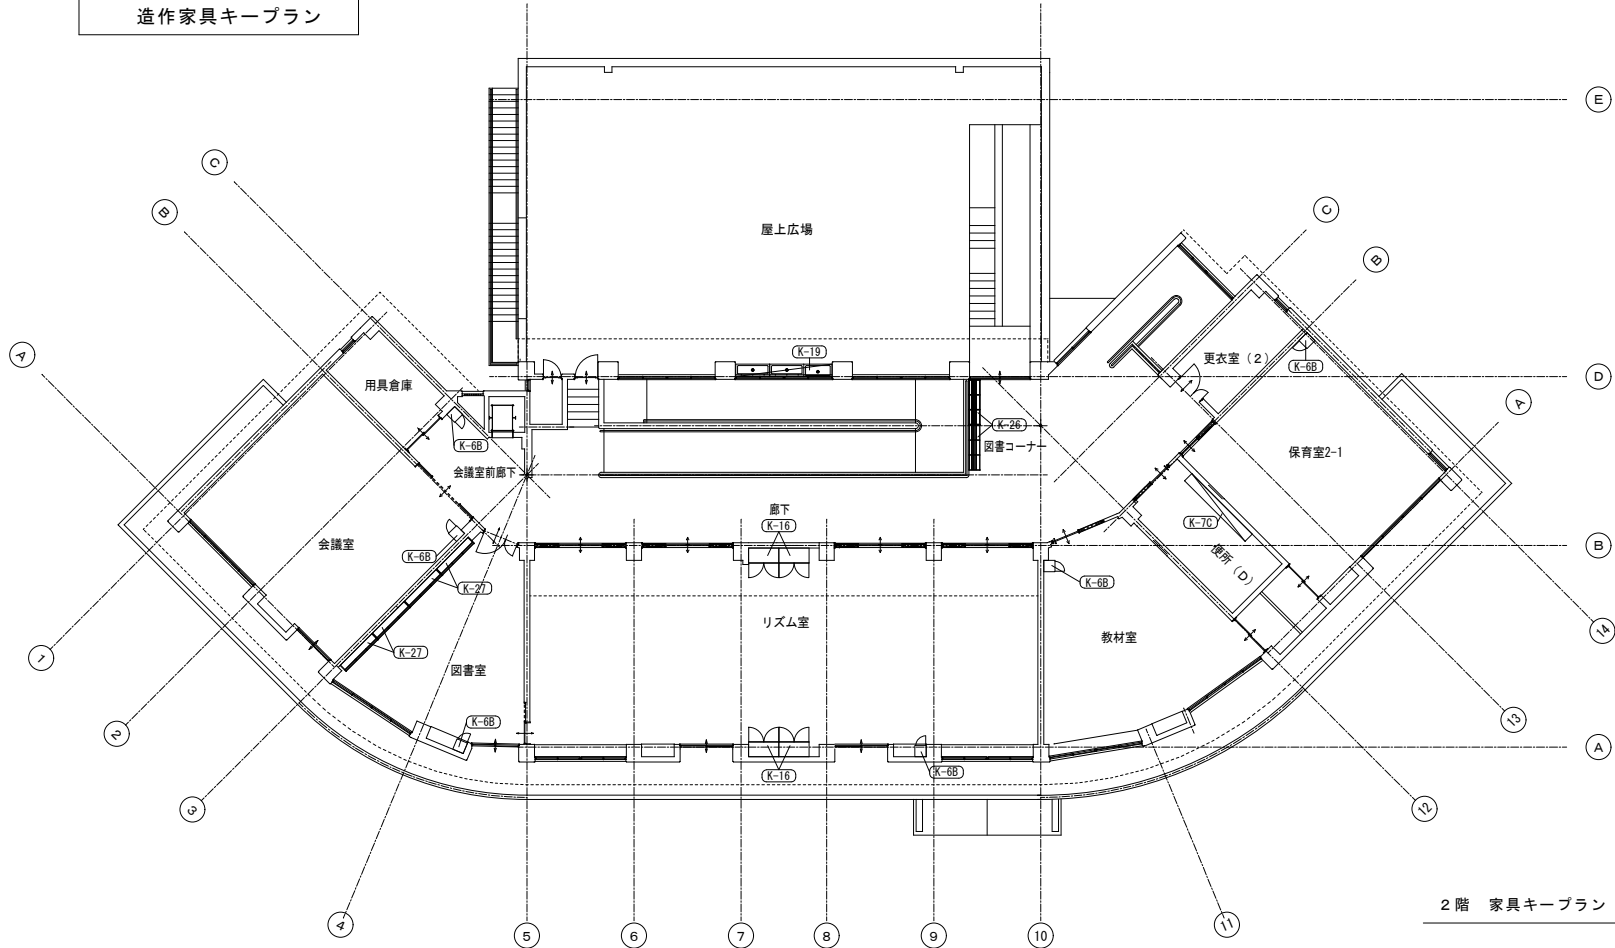 造作家具キープラン
E
C
B
屋上広場
C
B
A
K-19
更衣室（2）
K-6B
D
用具倉庫
A
K-26
K-6B
図書コーナー
保育室2-1
会議室前廊下
廊下
K-16
K-7C
会議室
K-6B
B
K-27
K-6B
便所（D）
リズム室
教材室
14
1
K-27
図書室
2
K-6B
13
A
K-16
K-6B
3
12
2階　家具キープラン
4
5
6
7
8
9
10
11